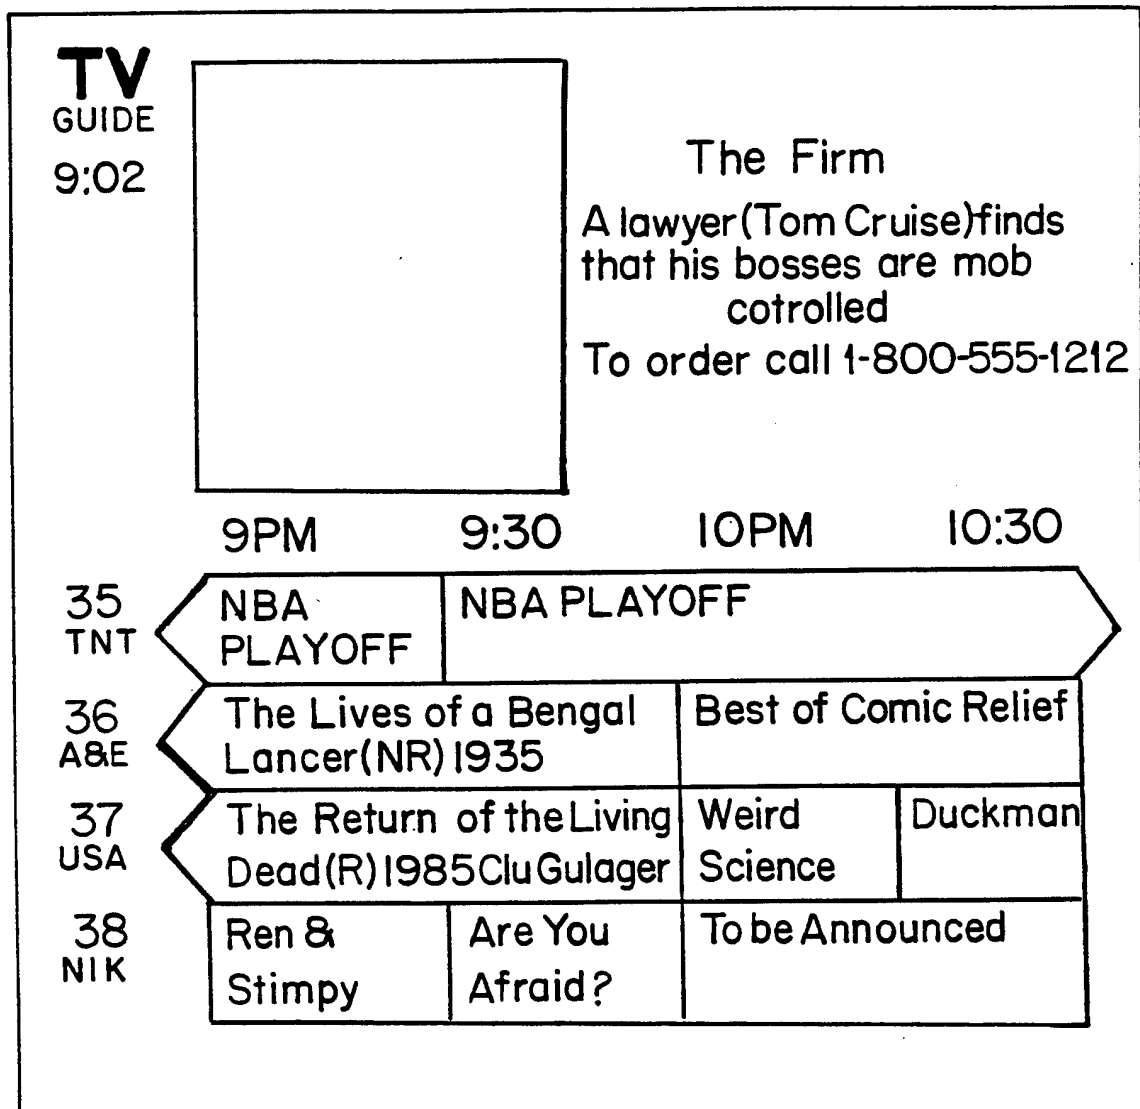 TV
GUIDE
9:02
The Firm
A lawyer (Tom Cruise) finds
that his bosses are mob
cotrolled
To order call 1-800-555-1212
9PM 9:30 10PM 10:30
35
TNT
NBA
PLAYOFF
NBA PLAYOFF
36
A&E
The Lives of a Bengal
Lancer (NR) 1935
Best of Comic Relief
37
USA
The Return of the Living
Dead (R) 1985 Clu Gulager
Weird
Science
Duckman
38
NIK
Ren &
Stimpy
Are You
Afraid?
To be Announced